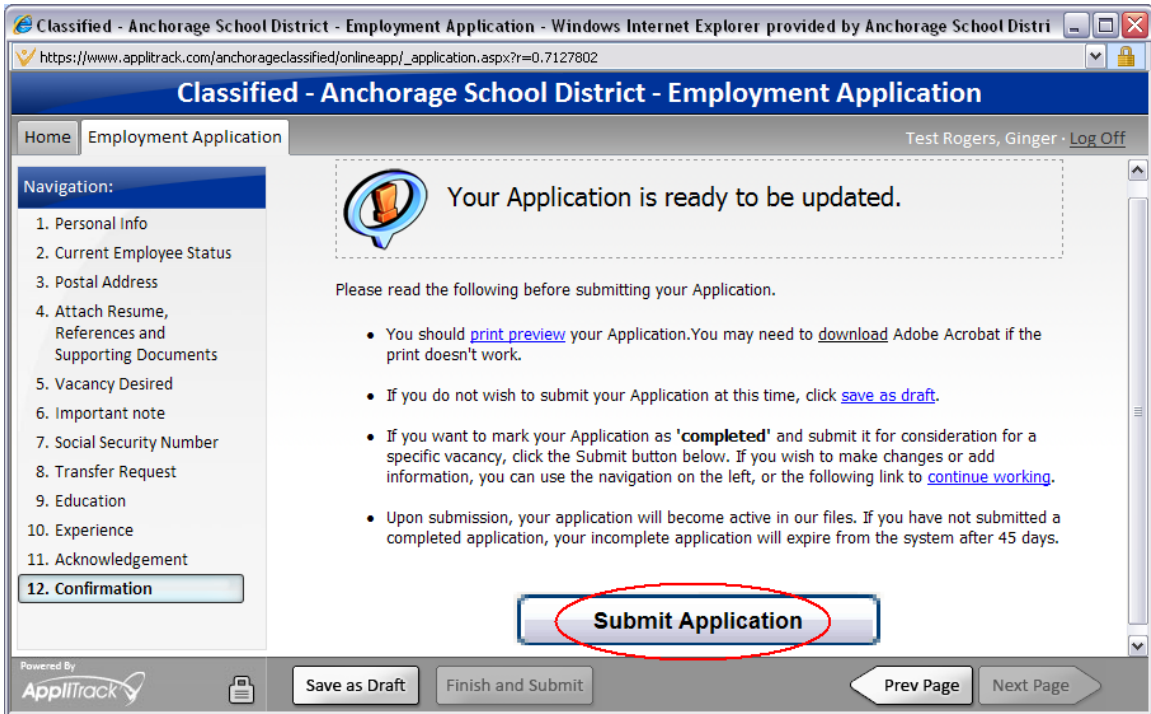 Classified - Anchorage School District - Employment Application - Windows Internet Explorer provided by Anchorage School Distri
https://www.applitrack.com/anchorageclassified/onlineapp/_application.aspx?r=0.7127802
Classified - Anchorage School District - Employment Application
Home Employment Application Test Rogers, Ginger · Log Off
Navigation:
1. Personal Info
2. Current Employee Status
3. Postal Address
4. Attach Resume,
References and
Supporting Documents
5. Vacancy Desired
6. Important note
7. Social Security Number
8. Transfer Request
9. Education
10. Experience
11. Acknowledgement
12. Confirmation
Your Application is ready to be updated.
Please read the following before submitting your Application.
• You should print preview your Application.You may need to download Adobe Acrobat if the
print doesn't work.
• If you do not wish to submit your Application at this time, click save as draft.
• If you want to mark your Application as 'completed' and submit it for consideration for a
specific vacancy, click the Submit button below. If you wish to make changes or add
information, you can use the navigation on the left, or the following link to continue working.
• Upon submission, your application will become active in our files. If you have not submitted a
completed application, your incomplete application will expire from the system after 45 days.
Submit Application
Powered By
AppliTrack
Save as Draft Finish and Submit Prev Page Next Page